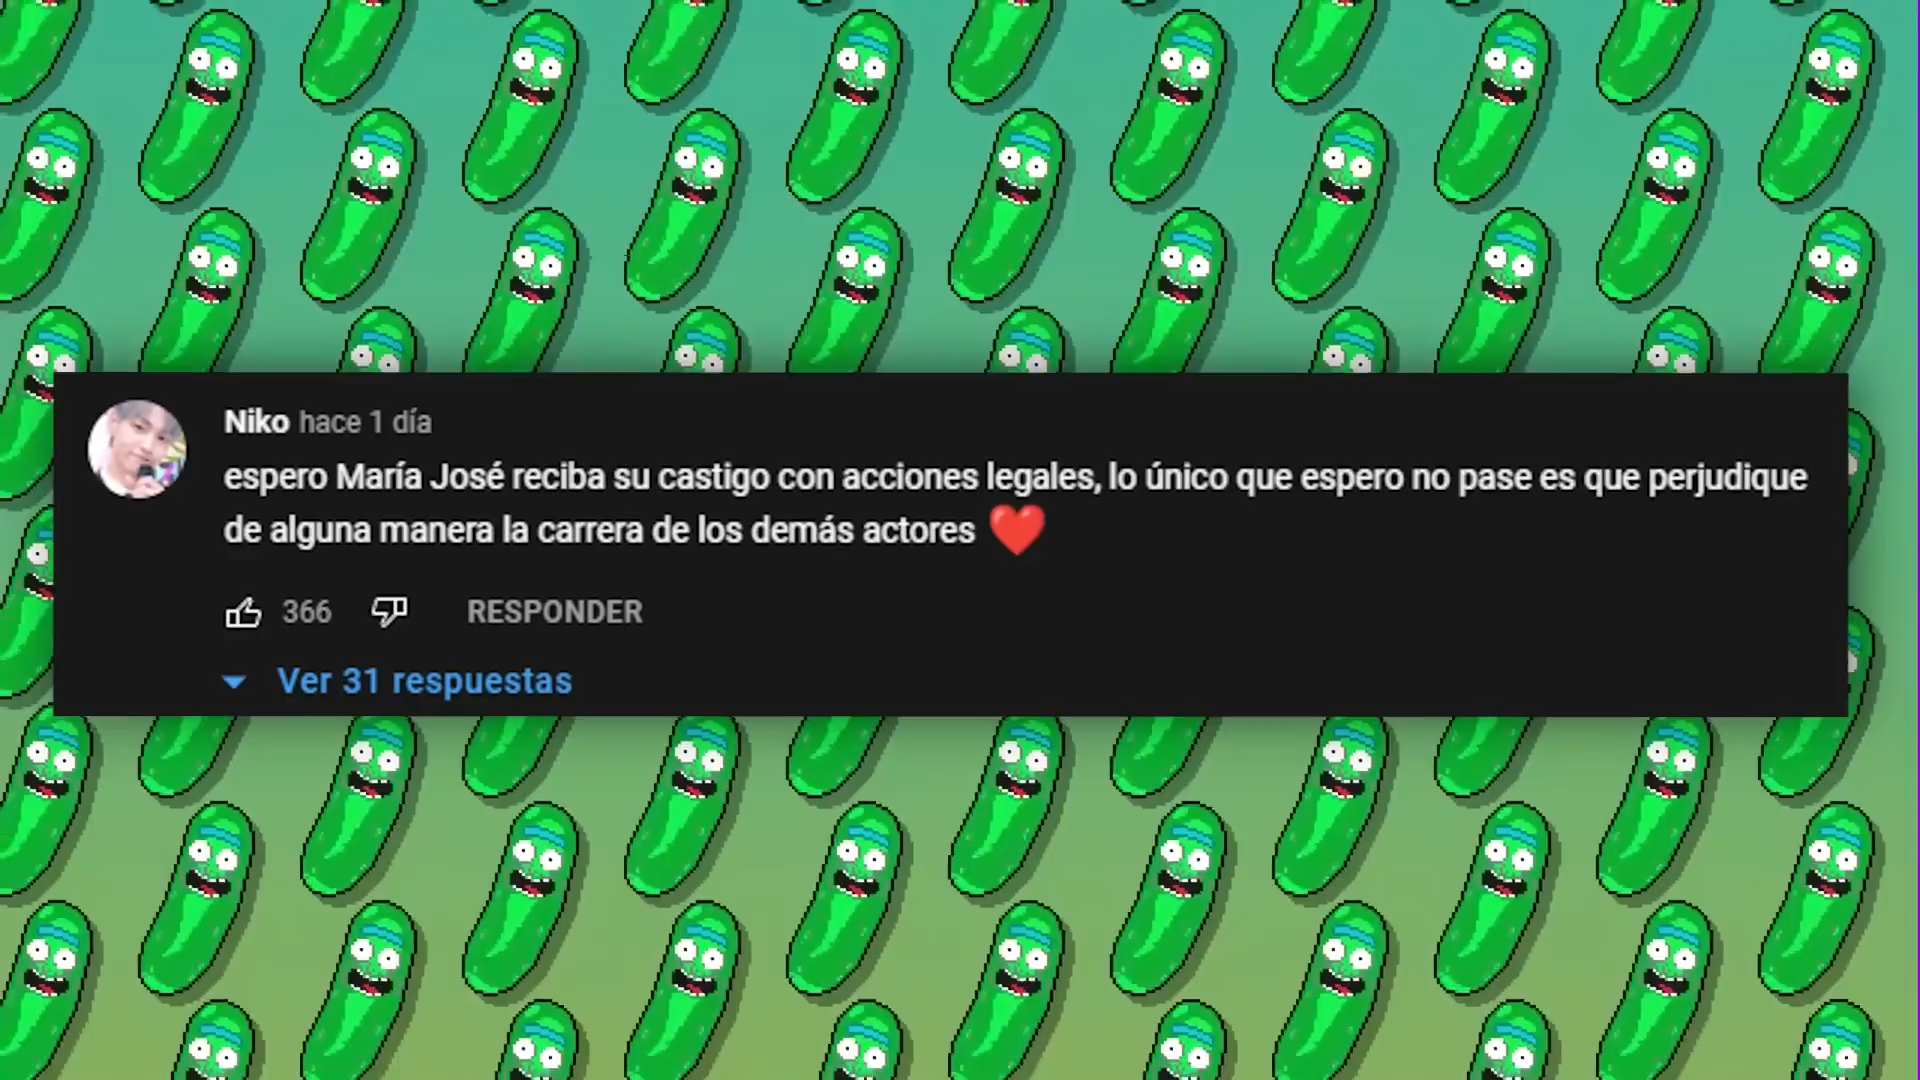 Niko hace 1 día
espero María José reciba su castigo con acciones legales, lo único que espero no pase es que perjudique
de alguna manera la carrera de los demás actores ❤️
366 RESPONDER
Ver 31 respuestas